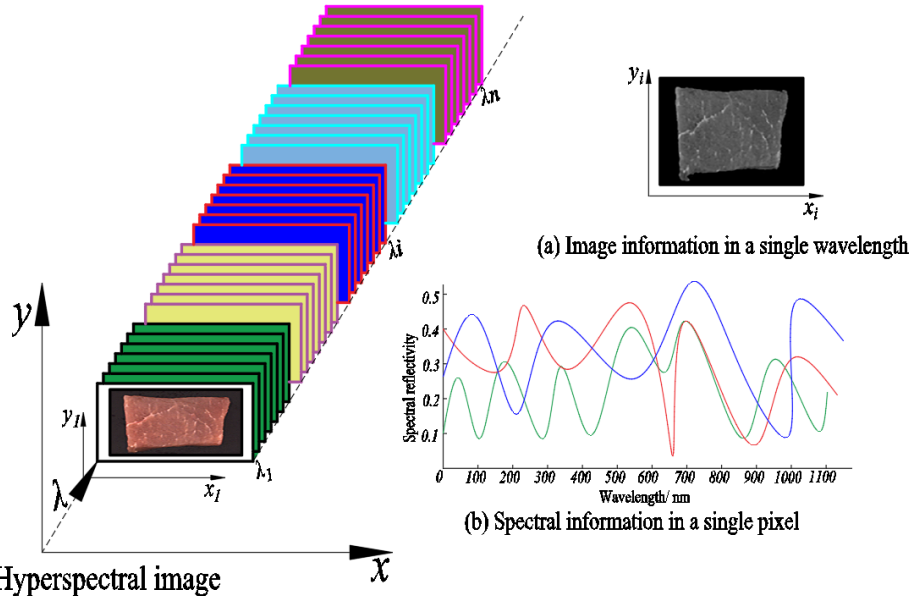 λn
λi
y
y1
λ1
x1
λ
x
Hyperspectral image
yi
xi
(a) Image information in a single wavelength
0.5
0.4
0.3
0.2
0.1
Spectral reflectivity
0 100 200 300 400 500 600 700 800 900 1000 1100
Wavelength/ nm
(b) Spectral information in a single pixel